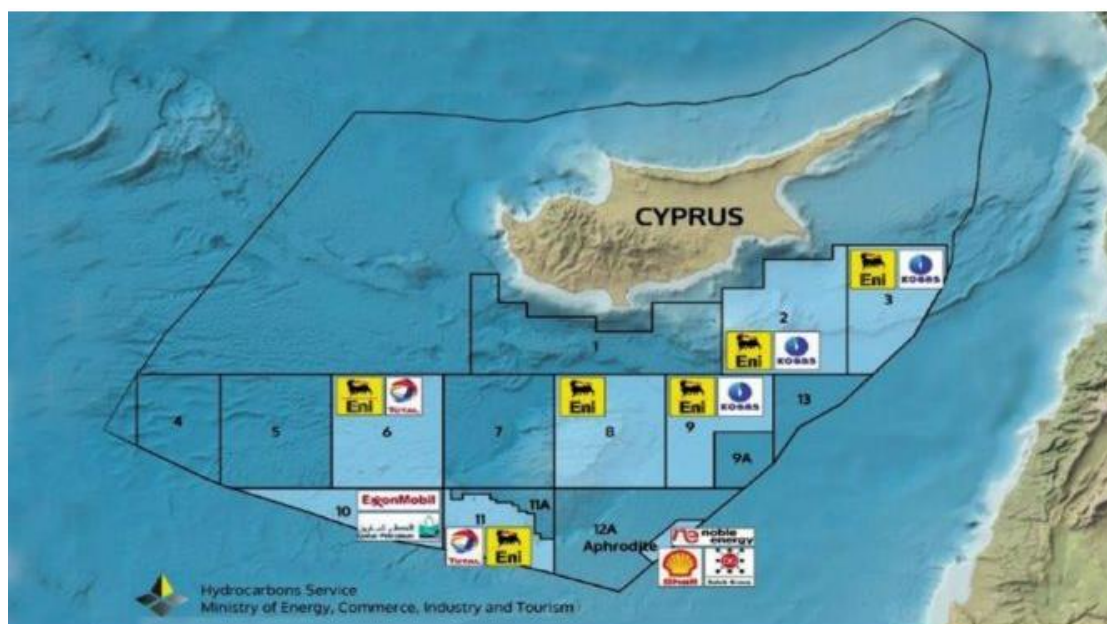 CYPRUS
Eni KOGAS
3
2
Eni KOGAS
1
Eni TOTAL
Eni
Eni KOGAS
4
5
6
7
8
9
13
9A
10
ExxonMobil
11
11A
TOTAL Eni
12A
Aphrodite
noble
energy
Shell
Hydrocarbons Service
Ministry of Energy, Commerce, Industry and Tourism